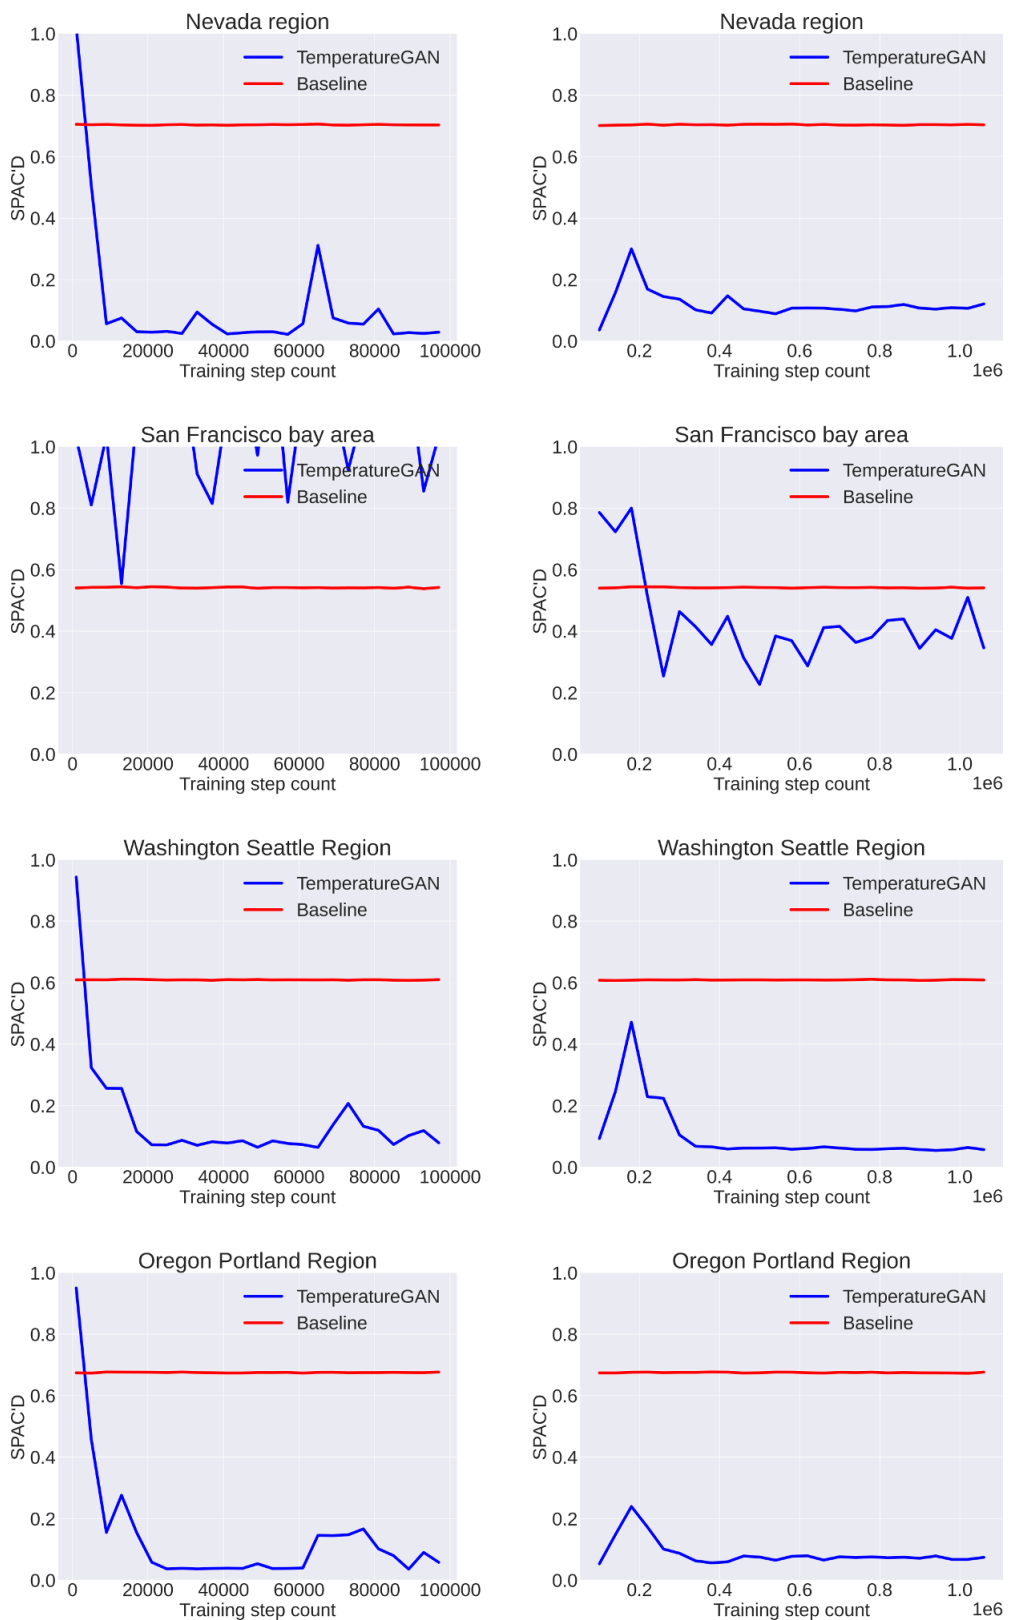 Nevada region
1.0
0.8
0.6
0.4
0.2
0.0
SPAC'D
TemperatureGAN
Baseline
0 20000 40000 60000 80000 100000
Training step count
1.0
0.8
0.6
0.4
0.2
0.0
SPAC'D
Nevada region
TemperatureGAN
Baseline
0.2 0.4 0.6 0.8 1.0
1e6
Training step count
San Francisco bay area
1.0
0.8
0.6
0.4
0.2
0.0
SPAC'D
TemperatureGAN
Baseline
0 20000 40000 60000 80000 100000
Training step count
San Francisco bay area
1.0
0.8
0.6
0.4
0.2
0.0
SPAC'D
TemperatureGAN
Baseline
0.2 0.4 0.6 0.8 1.0
1e6
Training step count
Washington Seattle Region
1.0
0.8
0.6
0.4
0.2
0.0
SPAC'D
TemperatureGAN
Baseline
0 20000 40000 60000 80000 100000
Training step count
Washington Seattle Region
1.0
0.8
0.6
0.4
0.2
0.0
SPAC'D
TemperatureGAN
Baseline
0.2 0.4 0.6 0.8 1.0
1e6
Training step count
Oregon Portland Region
1.0
0.8
0.6
0.4
0.2
0.0
SPAC'D
TemperatureGAN
Baseline
0 20000 40000 60000 80000 100000
Training step count
Oregon Portland Region
1.0
0.8
0.6
0.4
0.2
0.0
SPAC'D
TemperatureGAN
Baseline
0.2 0.4 0.6 0.8 1.0
1e6
Training step count